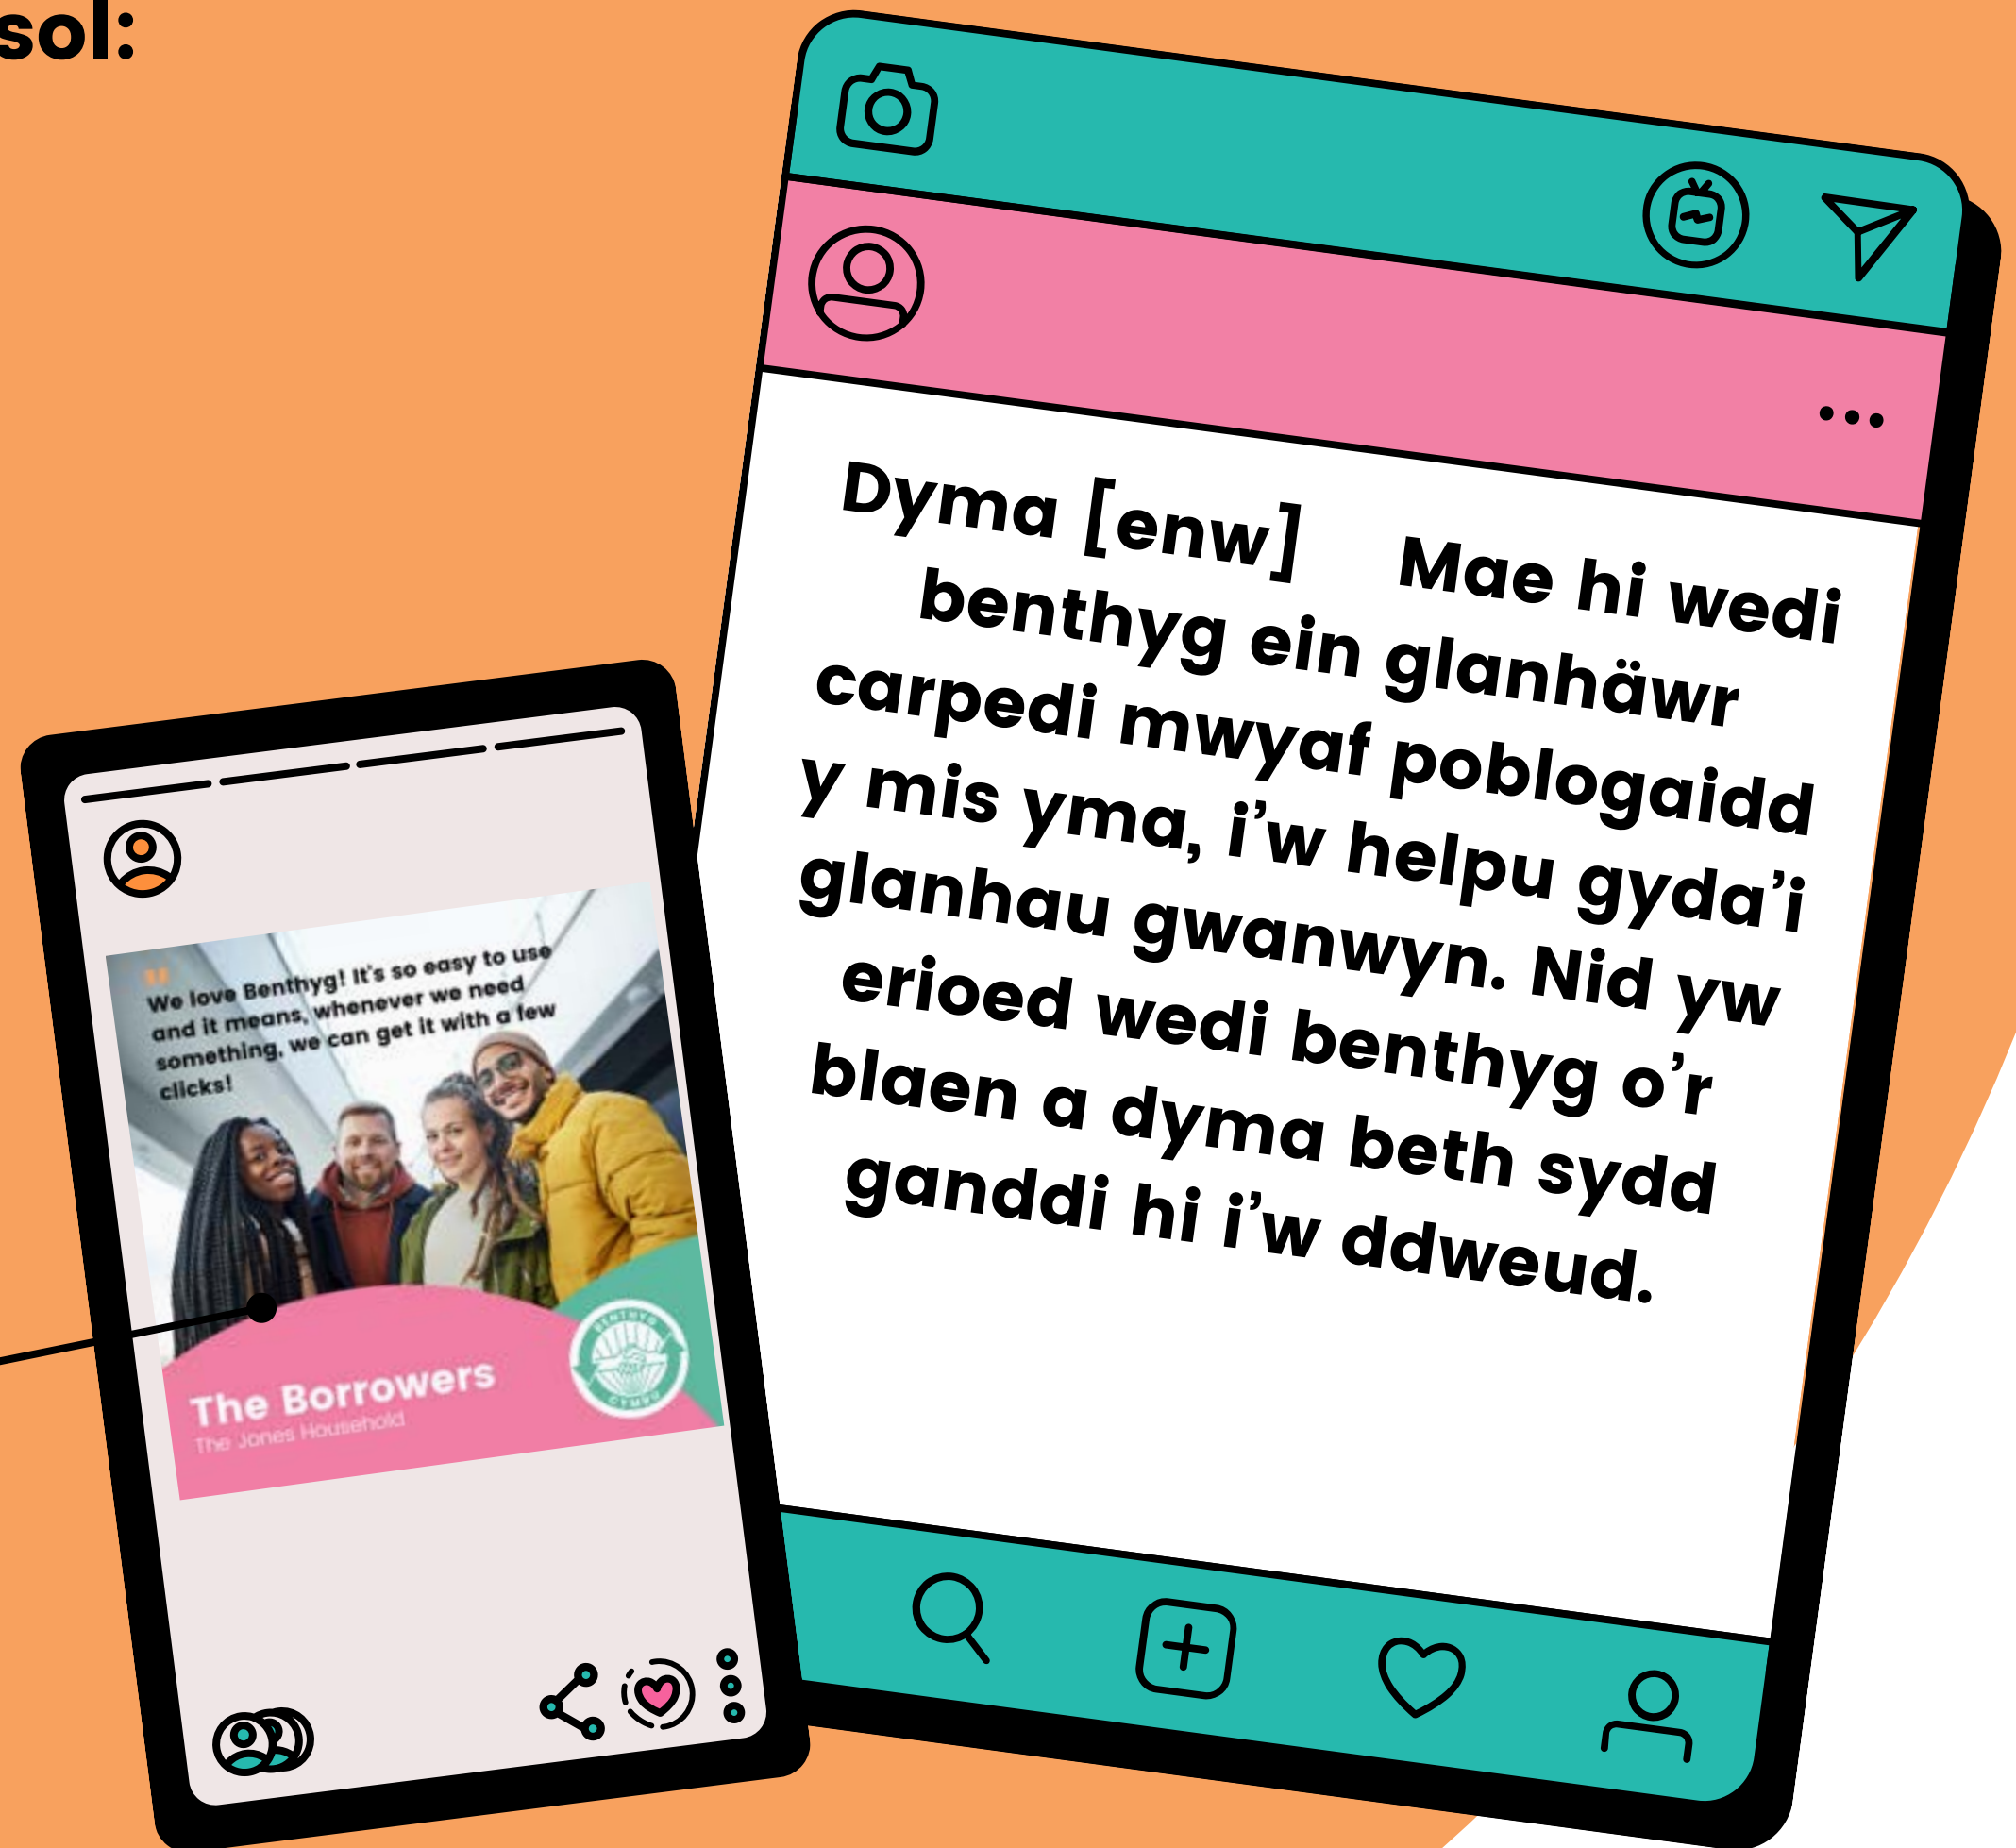 sol:
Dyma [enw] Mae hi wedi
benthyg ein glanhäwr
carpedi mwyaf poblogaidd
y mis yma, i’w helpu gyda’i
glanhau gwanwyn. Nid yw
erioed wedi benthyg o’r
blaen a dyma beth sydd
ganddi hi i’w ddweud.
We love Benthyg! It's so easy to use
and it means, whenever we need
something, we can get it with a few
clicks!
The Borrowers
The Jones Household
BENTHYG
CYMRU